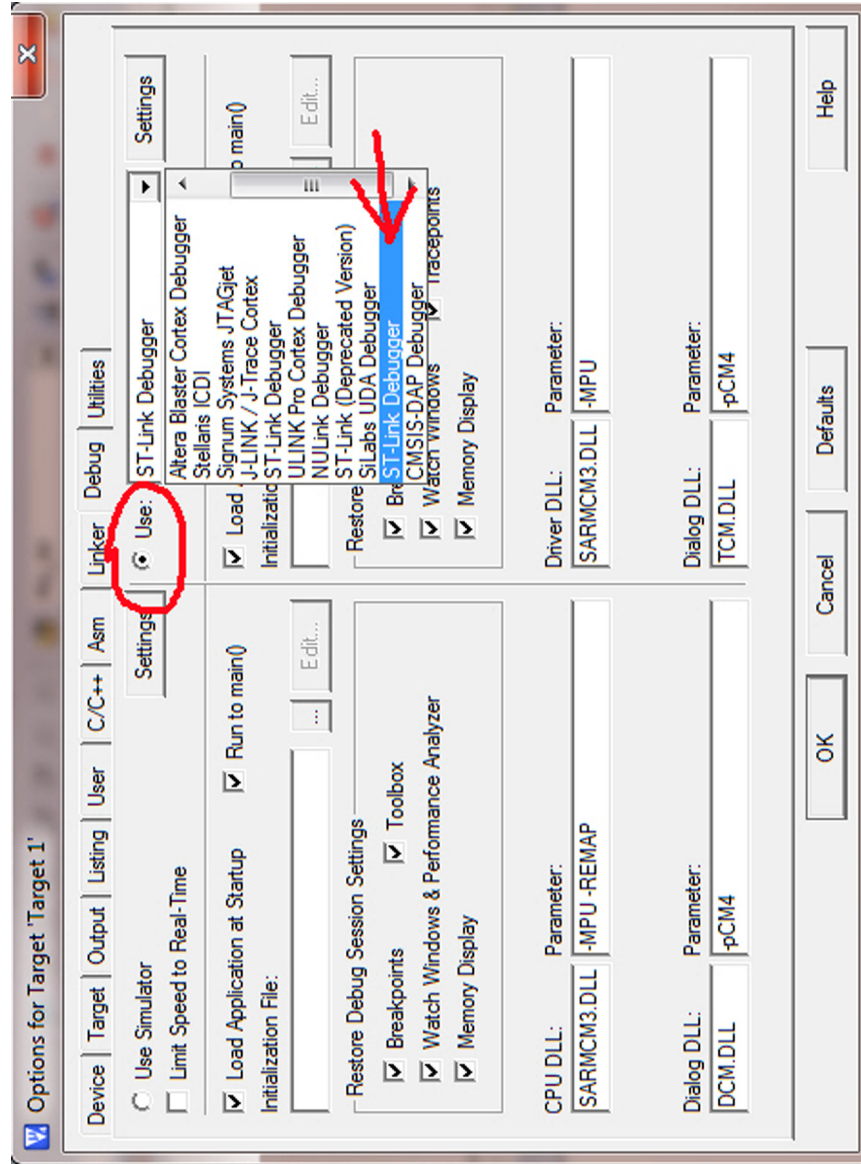 Options for Target 'Target 1'
Device Target Output Listing User C/C++ Asm Linker Debug Utilities
Use Simulator Settings
Limit Speed to Real-Time
Load Application at Startup Run to main()
Initialization File:
... Edit...
Restore Debug Session Settings
Breakpoints Toolbox
Watch Windows & Performance Analyzer
Memory Display
CPU DLL: Parameter:
SARMCM3.DLL -MPU -REMAP
Dialog DLL: Parameter:
DCM.DLL -pCM4
Use: ST-Link Debugger Settings
Altera Blaster Cortex Debugger
Stellaris ICDI
Signum Systems JTAGjet
J-LINK / J-Trace Cortex
ST-Link Debugger
ULINK Pro Cortex Debugger
NULink Debugger
ST-Link (Deprecated Version)
SiLabs UDA Debugger
ST-Link Debugger
CMSIS-DAP Debugger
Load main()
Edit...
Restore
Watch Windows Tracepoints
Memory Display
Driver DLL: Parameter:
SARMCM3.DLL -MPU
Dialog DLL: Parameter:
TCM.DLL -pCM4
OK Cancel Defaults Help